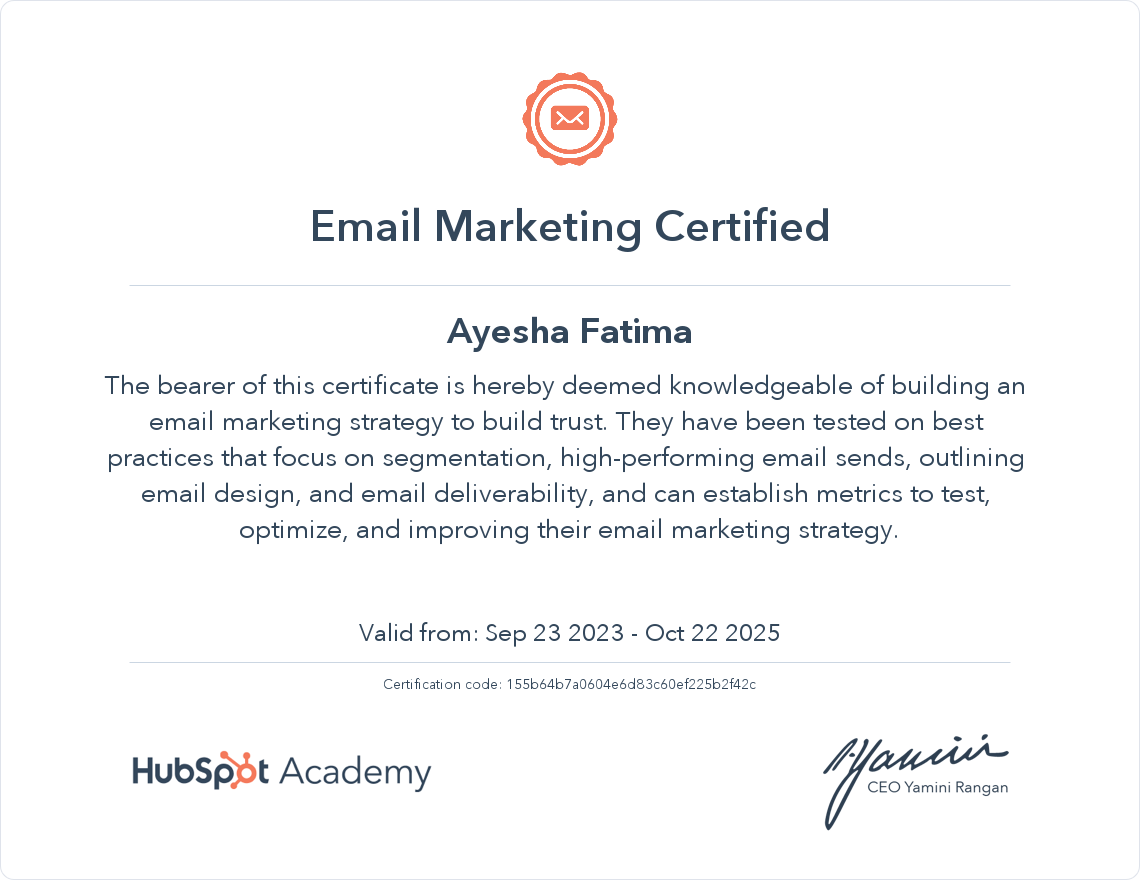 Email Marketing Certified
Ayesha Fatima
The bearer of this certificate is hereby deemed knowledgeable of building an
email marketing strategy to build trust. They have been tested on best
practices that focus on segmentation, high-performing email sends, outlining
email design, and email deliverability, and can establish metrics to test,
optimize, and improving their email marketing strategy.
Valid from: Sep 23 2023 - Oct 22 2025
Certification code: 155b64b7a0604e6d83c60ef225b2f42c
HubSpot Academy
Yamini
CEO Yamini Rangan